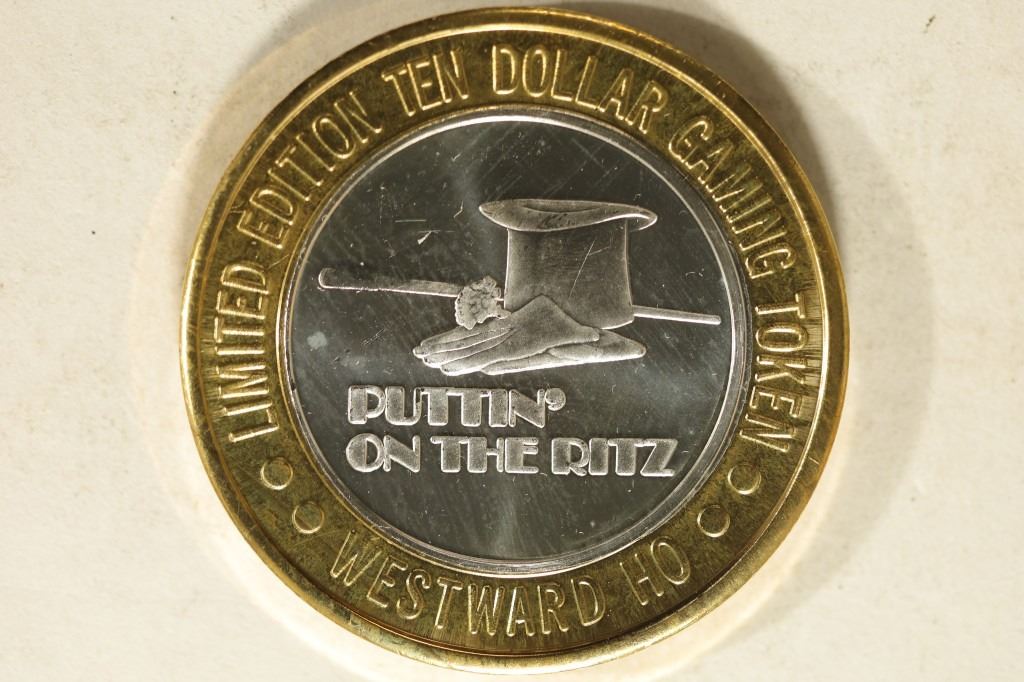 LIMITED EDITION TEN DOLLAR GAMING TOKEN
PUTTIN'
ON THE RITZ
WESTWARD HO